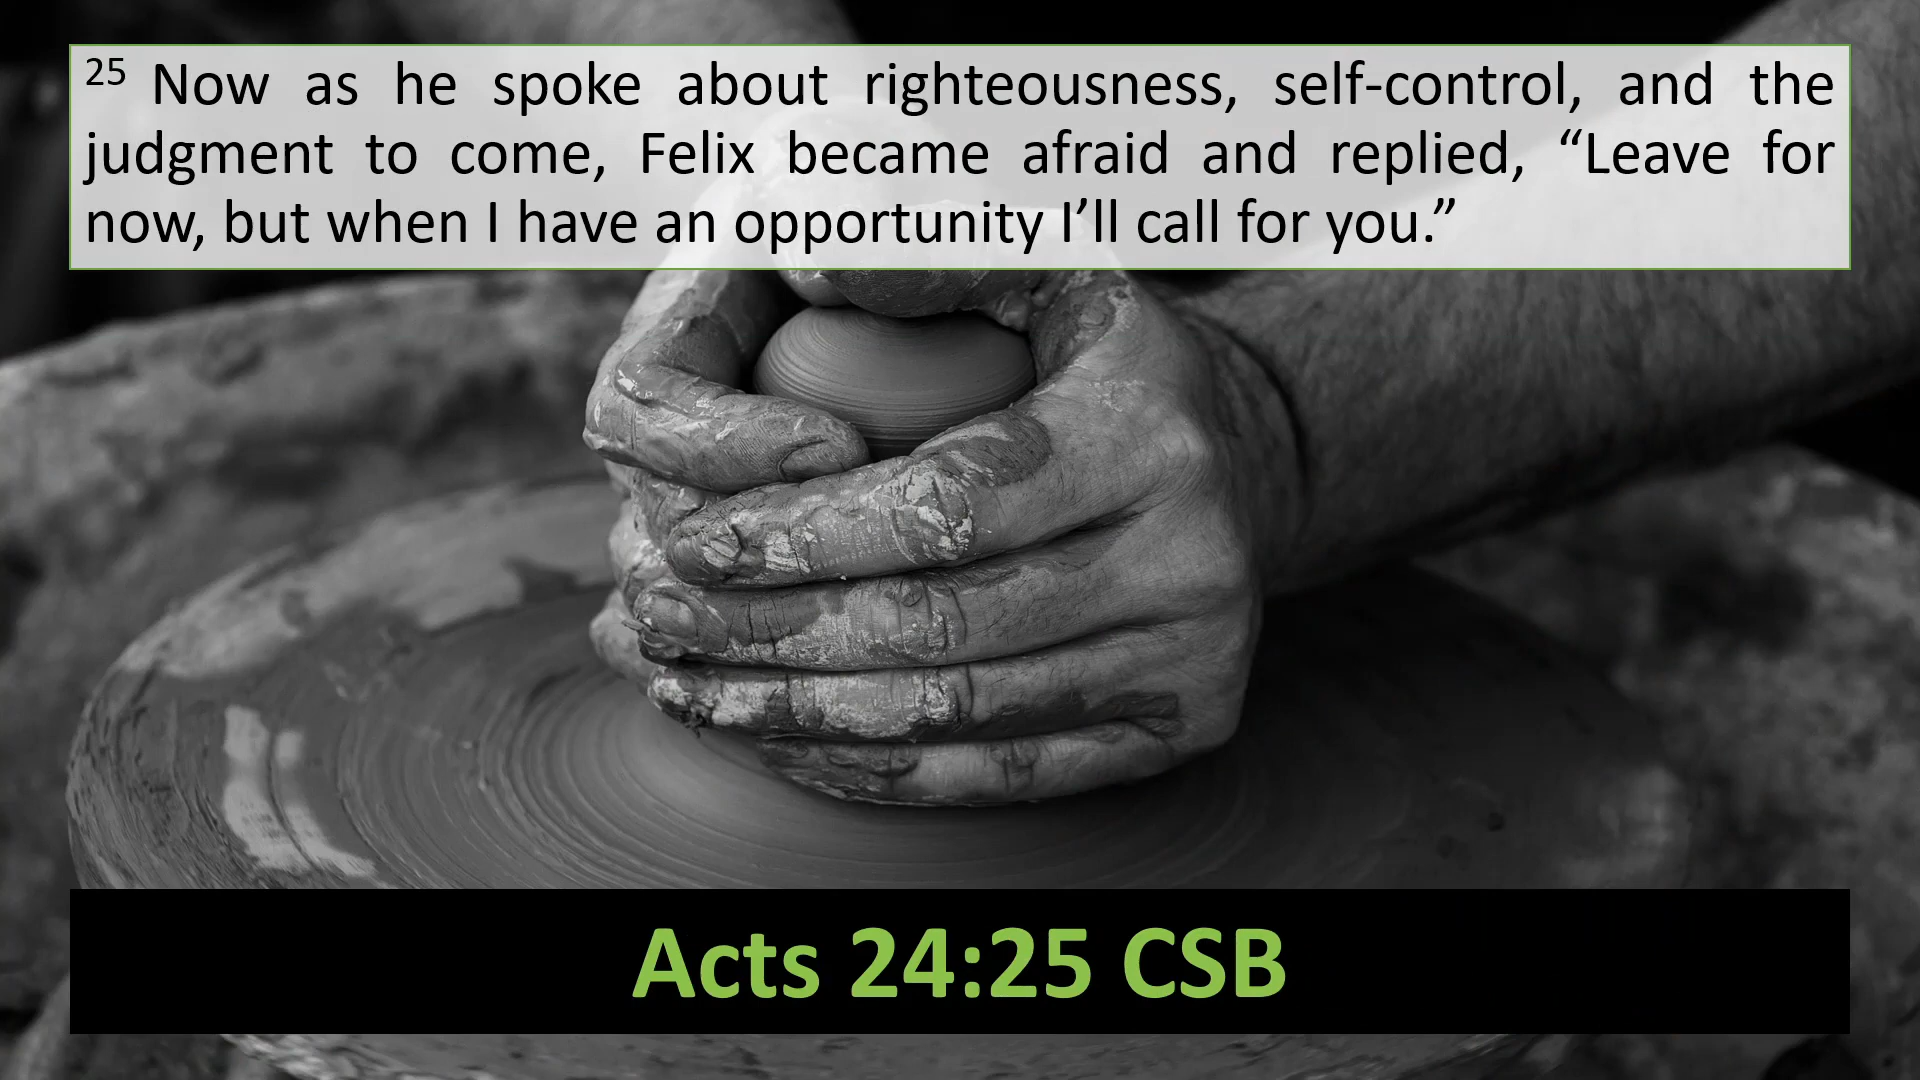 25 Now as he spoke about righteousness, self-control, and the
judgment to come, Felix became afraid and replied, “Leave for
now, but when I have an opportunity I’ll call for you.”
Acts 24:25 CSB